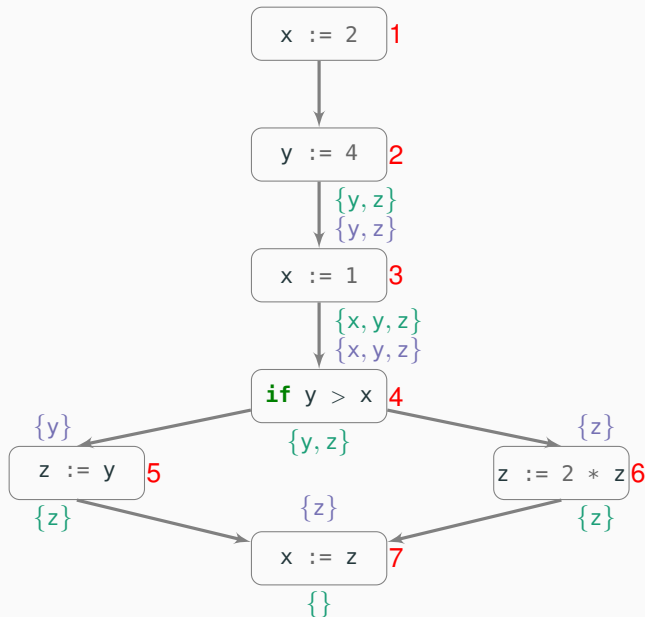 x := 2 1
y := 4 2
{y, z}
{y, z}
x := 1 3
{x, y, z}
{x, y, z}
if y > x 4
{y} {y, z} {z}
z := y 5
z := 2 * z 6
{z} {z} {z}
x := z 7
{}